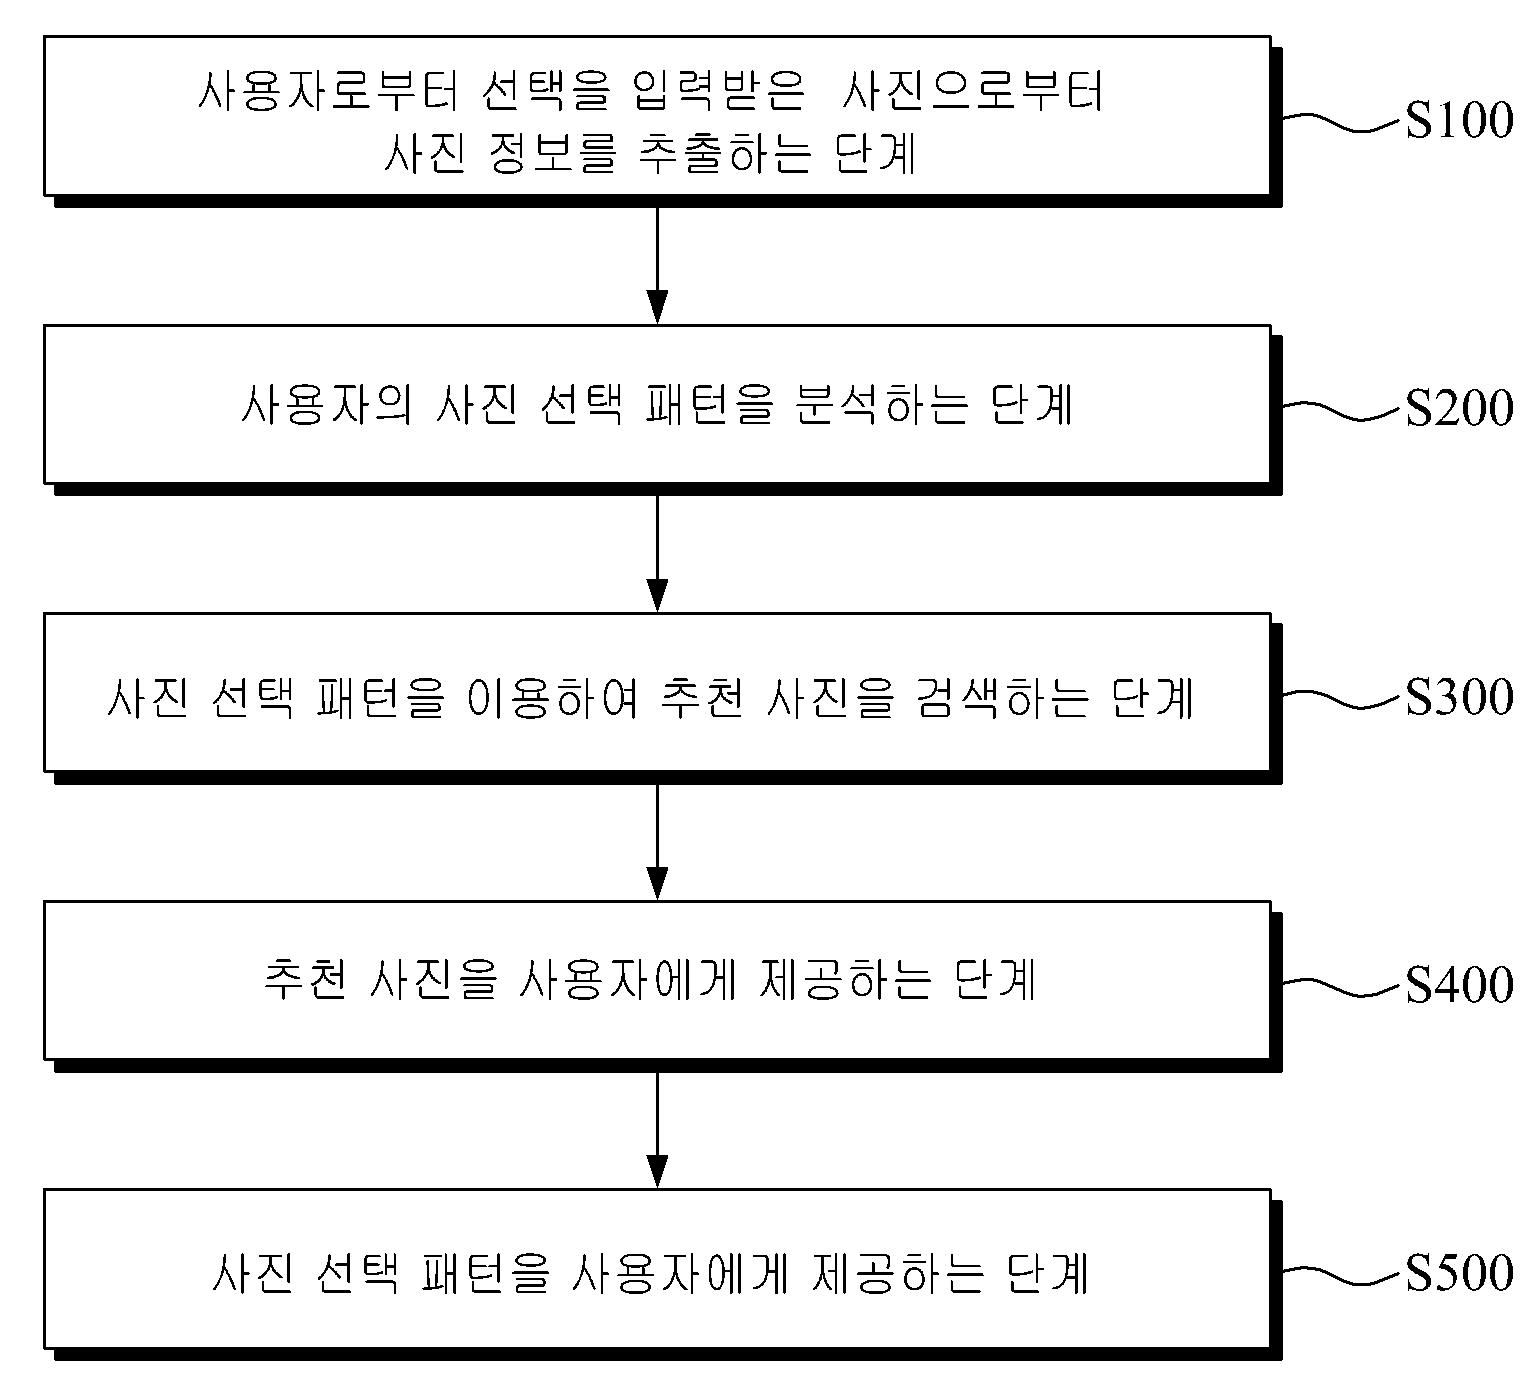 사용자로부터 선택을 입력받은 사진으로부터
사진 정보를 추출하는 단계
S100
사용자의 사진 선택 패턴을 분석하는 단계
S200
사진 선택 패턴을 이용하여 추천 사진을 검색하는 단계
S300
추천 사진을 사용자에게 제공하는 단계
S400
사진 선택 패턴을 사용자에게 제공하는 단계
S500